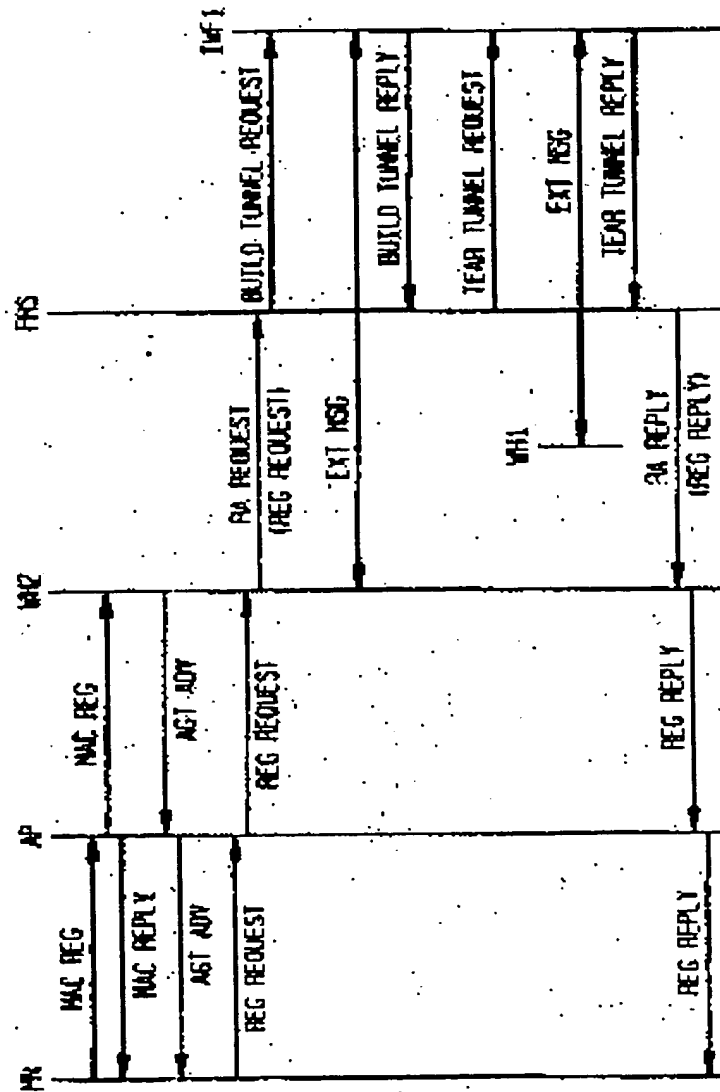 MR
AP
WH2
FRS
IWF1
MAC REG
MAC REG
MAC REPLY
AGT ADV
AGT ADV
REG REQUEST
REG REQUEST
RA REQUEST
(REG REQUEST)
BUILD TUNNEL REQUEST
EXT MSG
BUILD TUNNEL REPLY
TEAR TUNNEL REQUEST
WH1
EXT MSG
TEAR TUNNEL REPLY
RA REPLY
(REG REPLY)
REG REPLY
REG REPLY